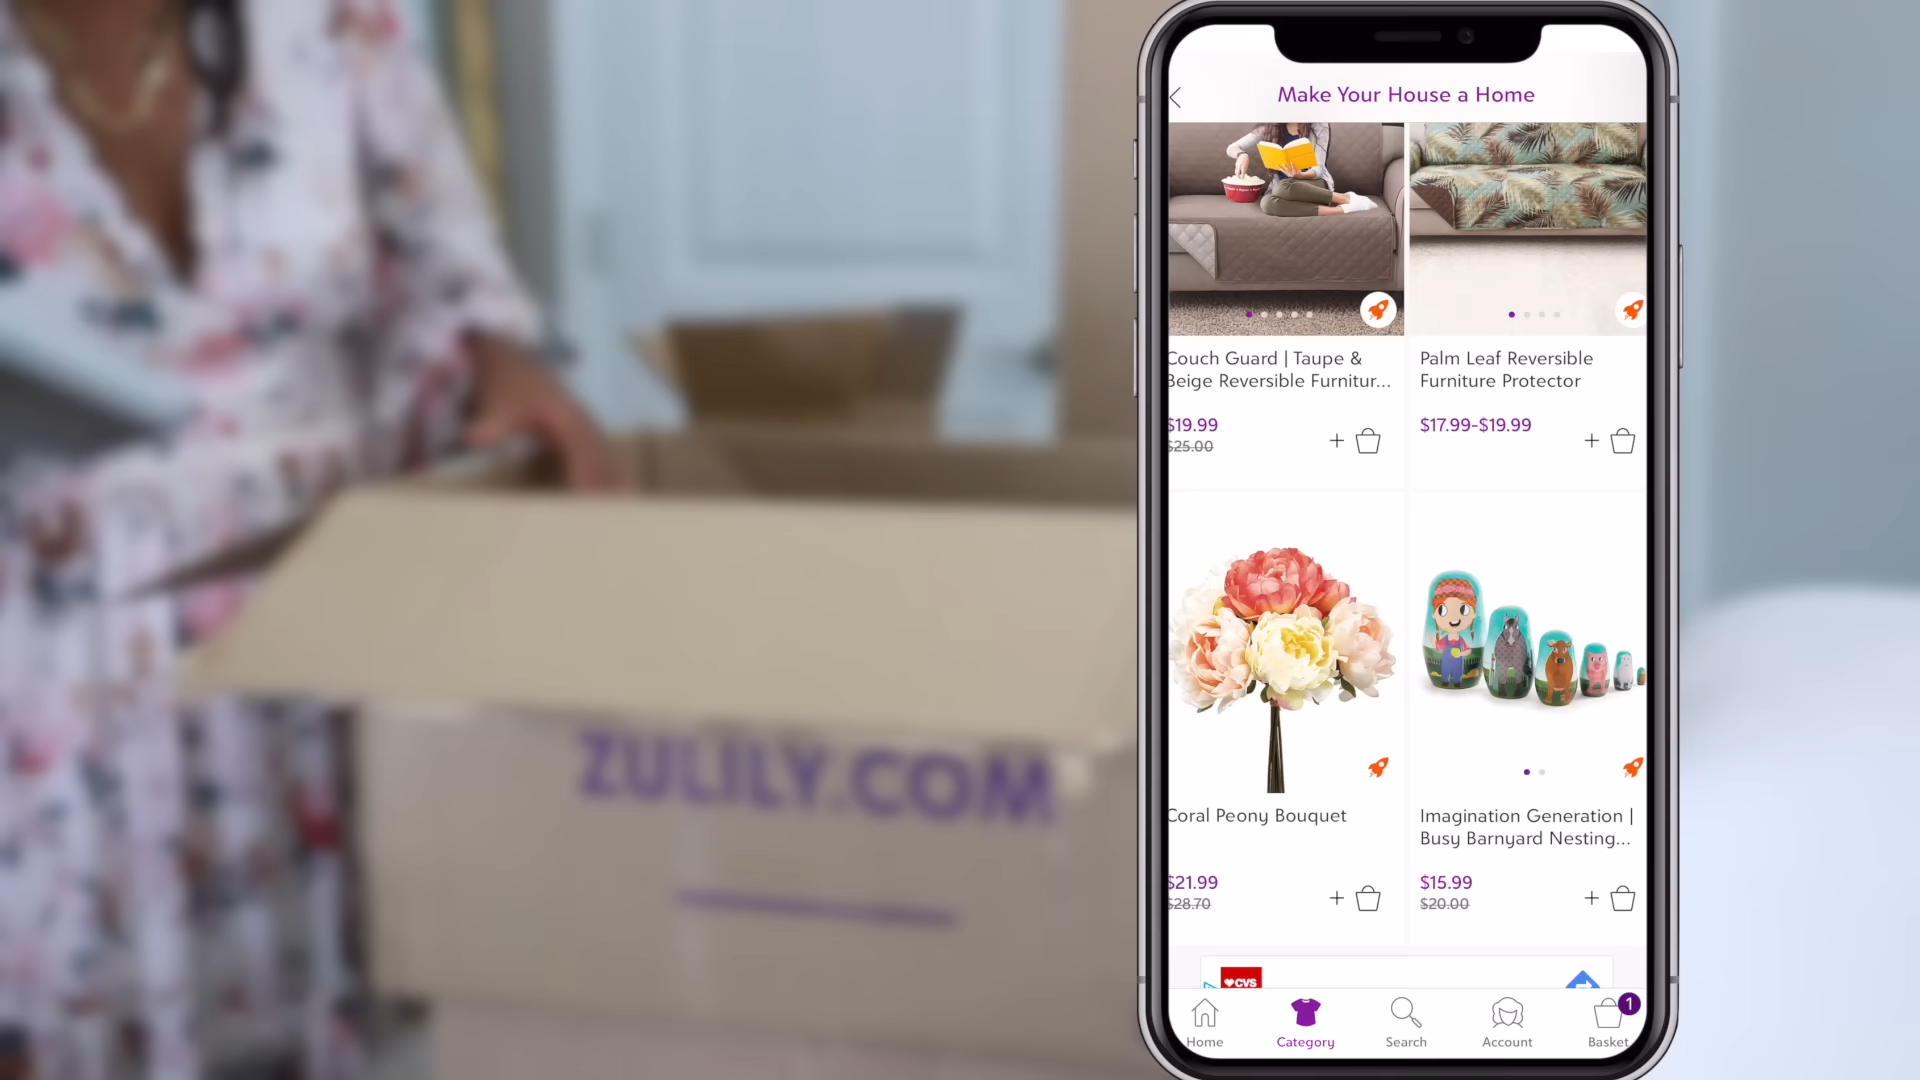 ZULILY.COM
Make Your House a Home
Couch Guard | Taupe &
Beige Reversible Furnitur...
$19.99
$25.00
+
Palm Leaf Reversible
Furniture Protector
$17.99-$19.99
+
Coral Peony Bouquet
$21.99
$28.70
+
Imagination Generation |
Busy Barnyard Nesting...
$15.99
$20.00
+
CVS
Home
Category
Search
Account
Basket
1